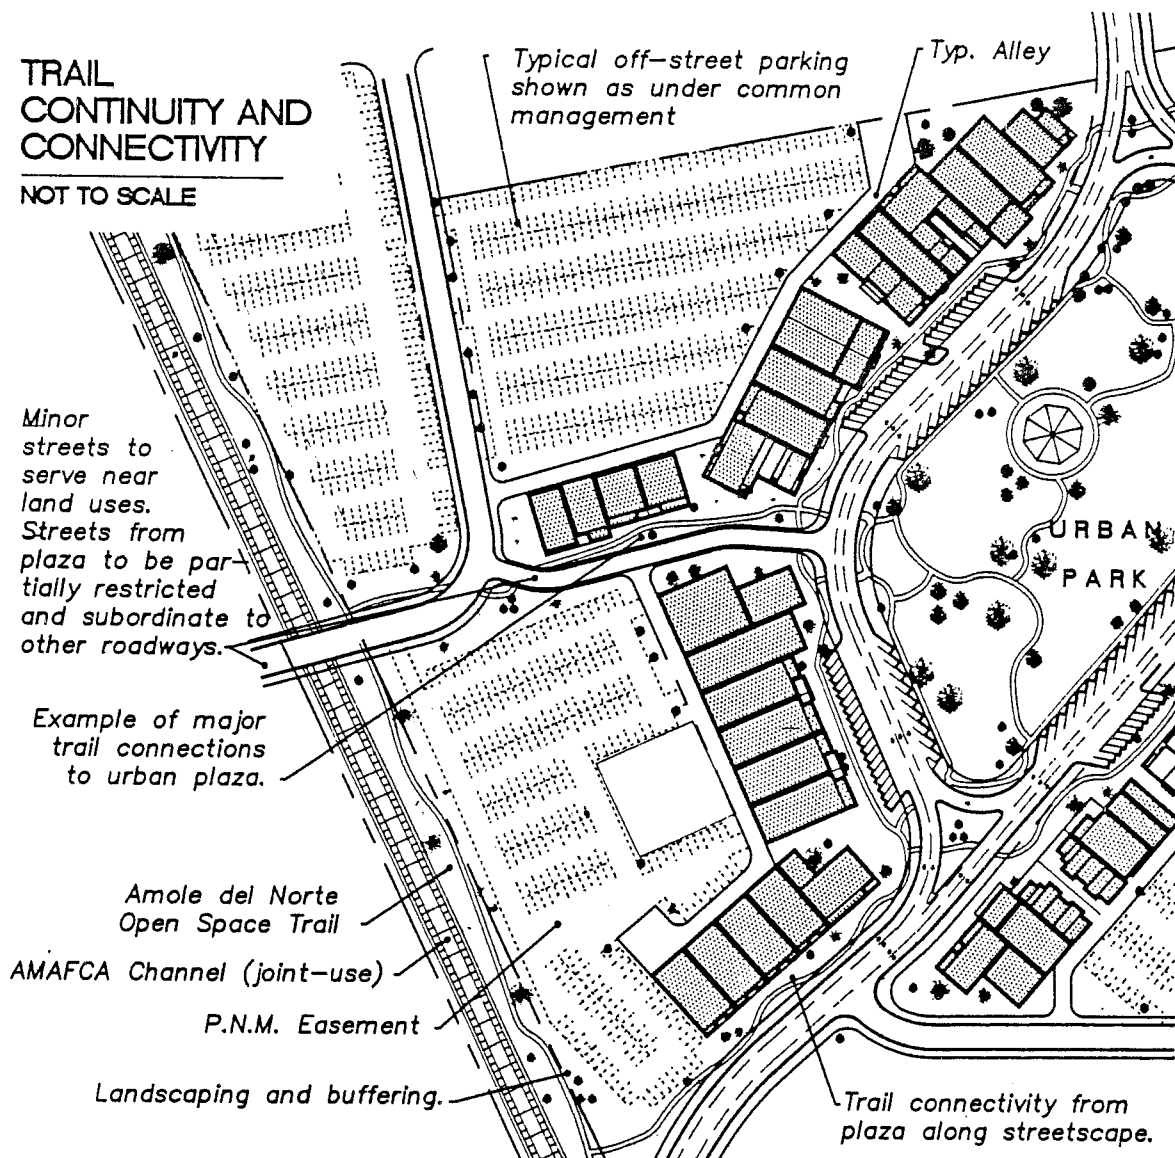 TRAIL
CONTINUITY AND
CONNECTIVITY
NOT TO SCALE
Typical off-street parking
shown as under common
management
Typ. Alley
Minor
streets to
serve near
land uses.
Streets from
plaza to be par-
tially restricted
and subordinate to
other roadways.
URBAN
PARK
Example of major
trail connections
to urban plaza.
Amole del Norte
Open Space Trail
AMAFCA Channel (joint-use)
P.N.M. Easement
Landscaping and buffering.
Trail connectivity from
plaza along streetscape.